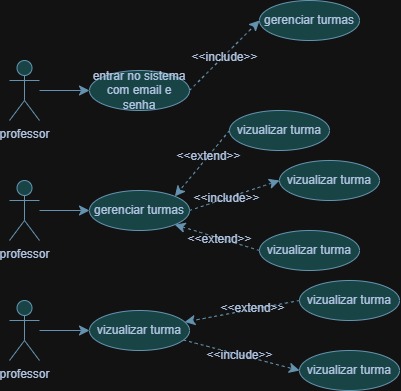 gerenciar turmas
<<include>>
entrar no sistema
com email e
senha
professor
vizualizar turma
<<extend>>
vizualizar turma
<<include>>
gerenciar turmas
<<extend>>
vizualizar turma
professor
vizualizar turma
<<extend>>
vizualizar turma
<<include>>
vizualizar turma
professor